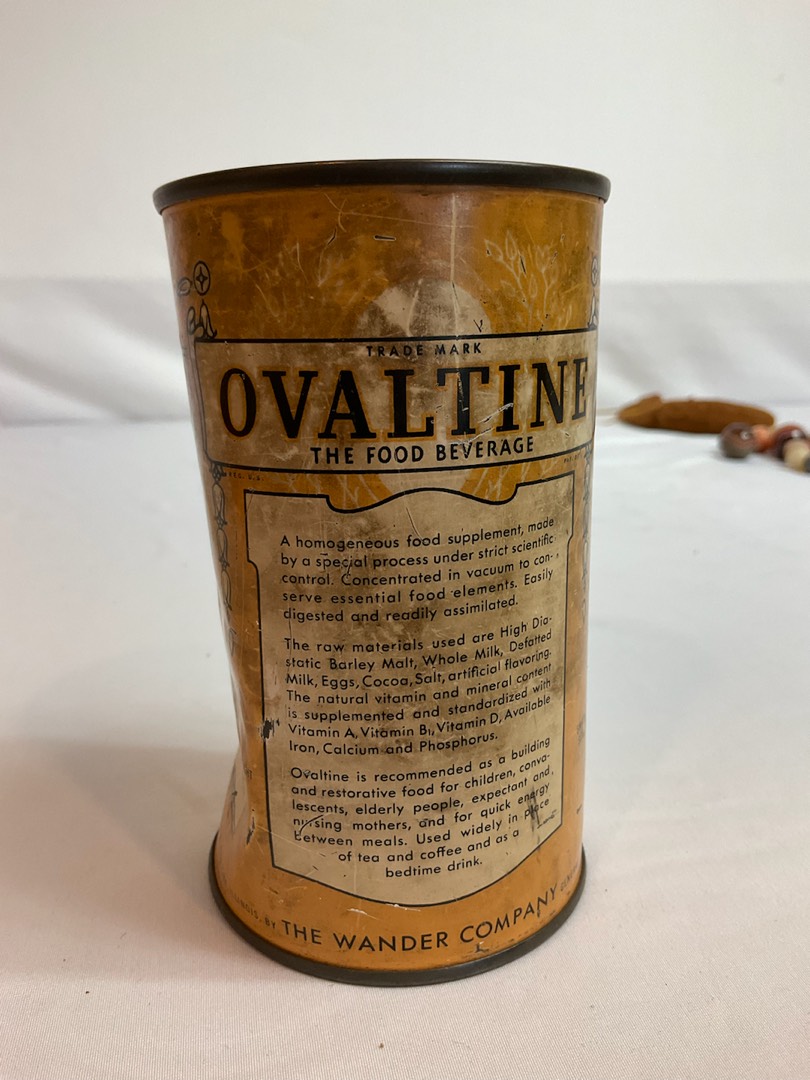 TRADE MARK
OVALTINE
THE FOOD BEVERAGE
A homogeneous food supplement, made
by a special process under strict scientific
control. Concentrated in vacuum to con-
serve essential food elements. Easily
digested and readily assimilated.
The raw materials used are High Dia-
static Barley Malt, Whole Milk, Defatted
Milk, Eggs, Cocoa, Salt, artificial flavoring.
The natural vitamin and mineral content
is supplemented and standardized with
Vitamin A, Vitamin B₁, Vitamin D, Available
Iron, Calcium and Phosphorus.
Ovaltine is recommended as a building
and restorative food for children, conva-
lescents, elderly people, expectant and
nursing mothers, and for quick energy
between meals. Used widely in place
of tea and coffee and as a
bedtime drink.
BY THE WANDER COMPANY